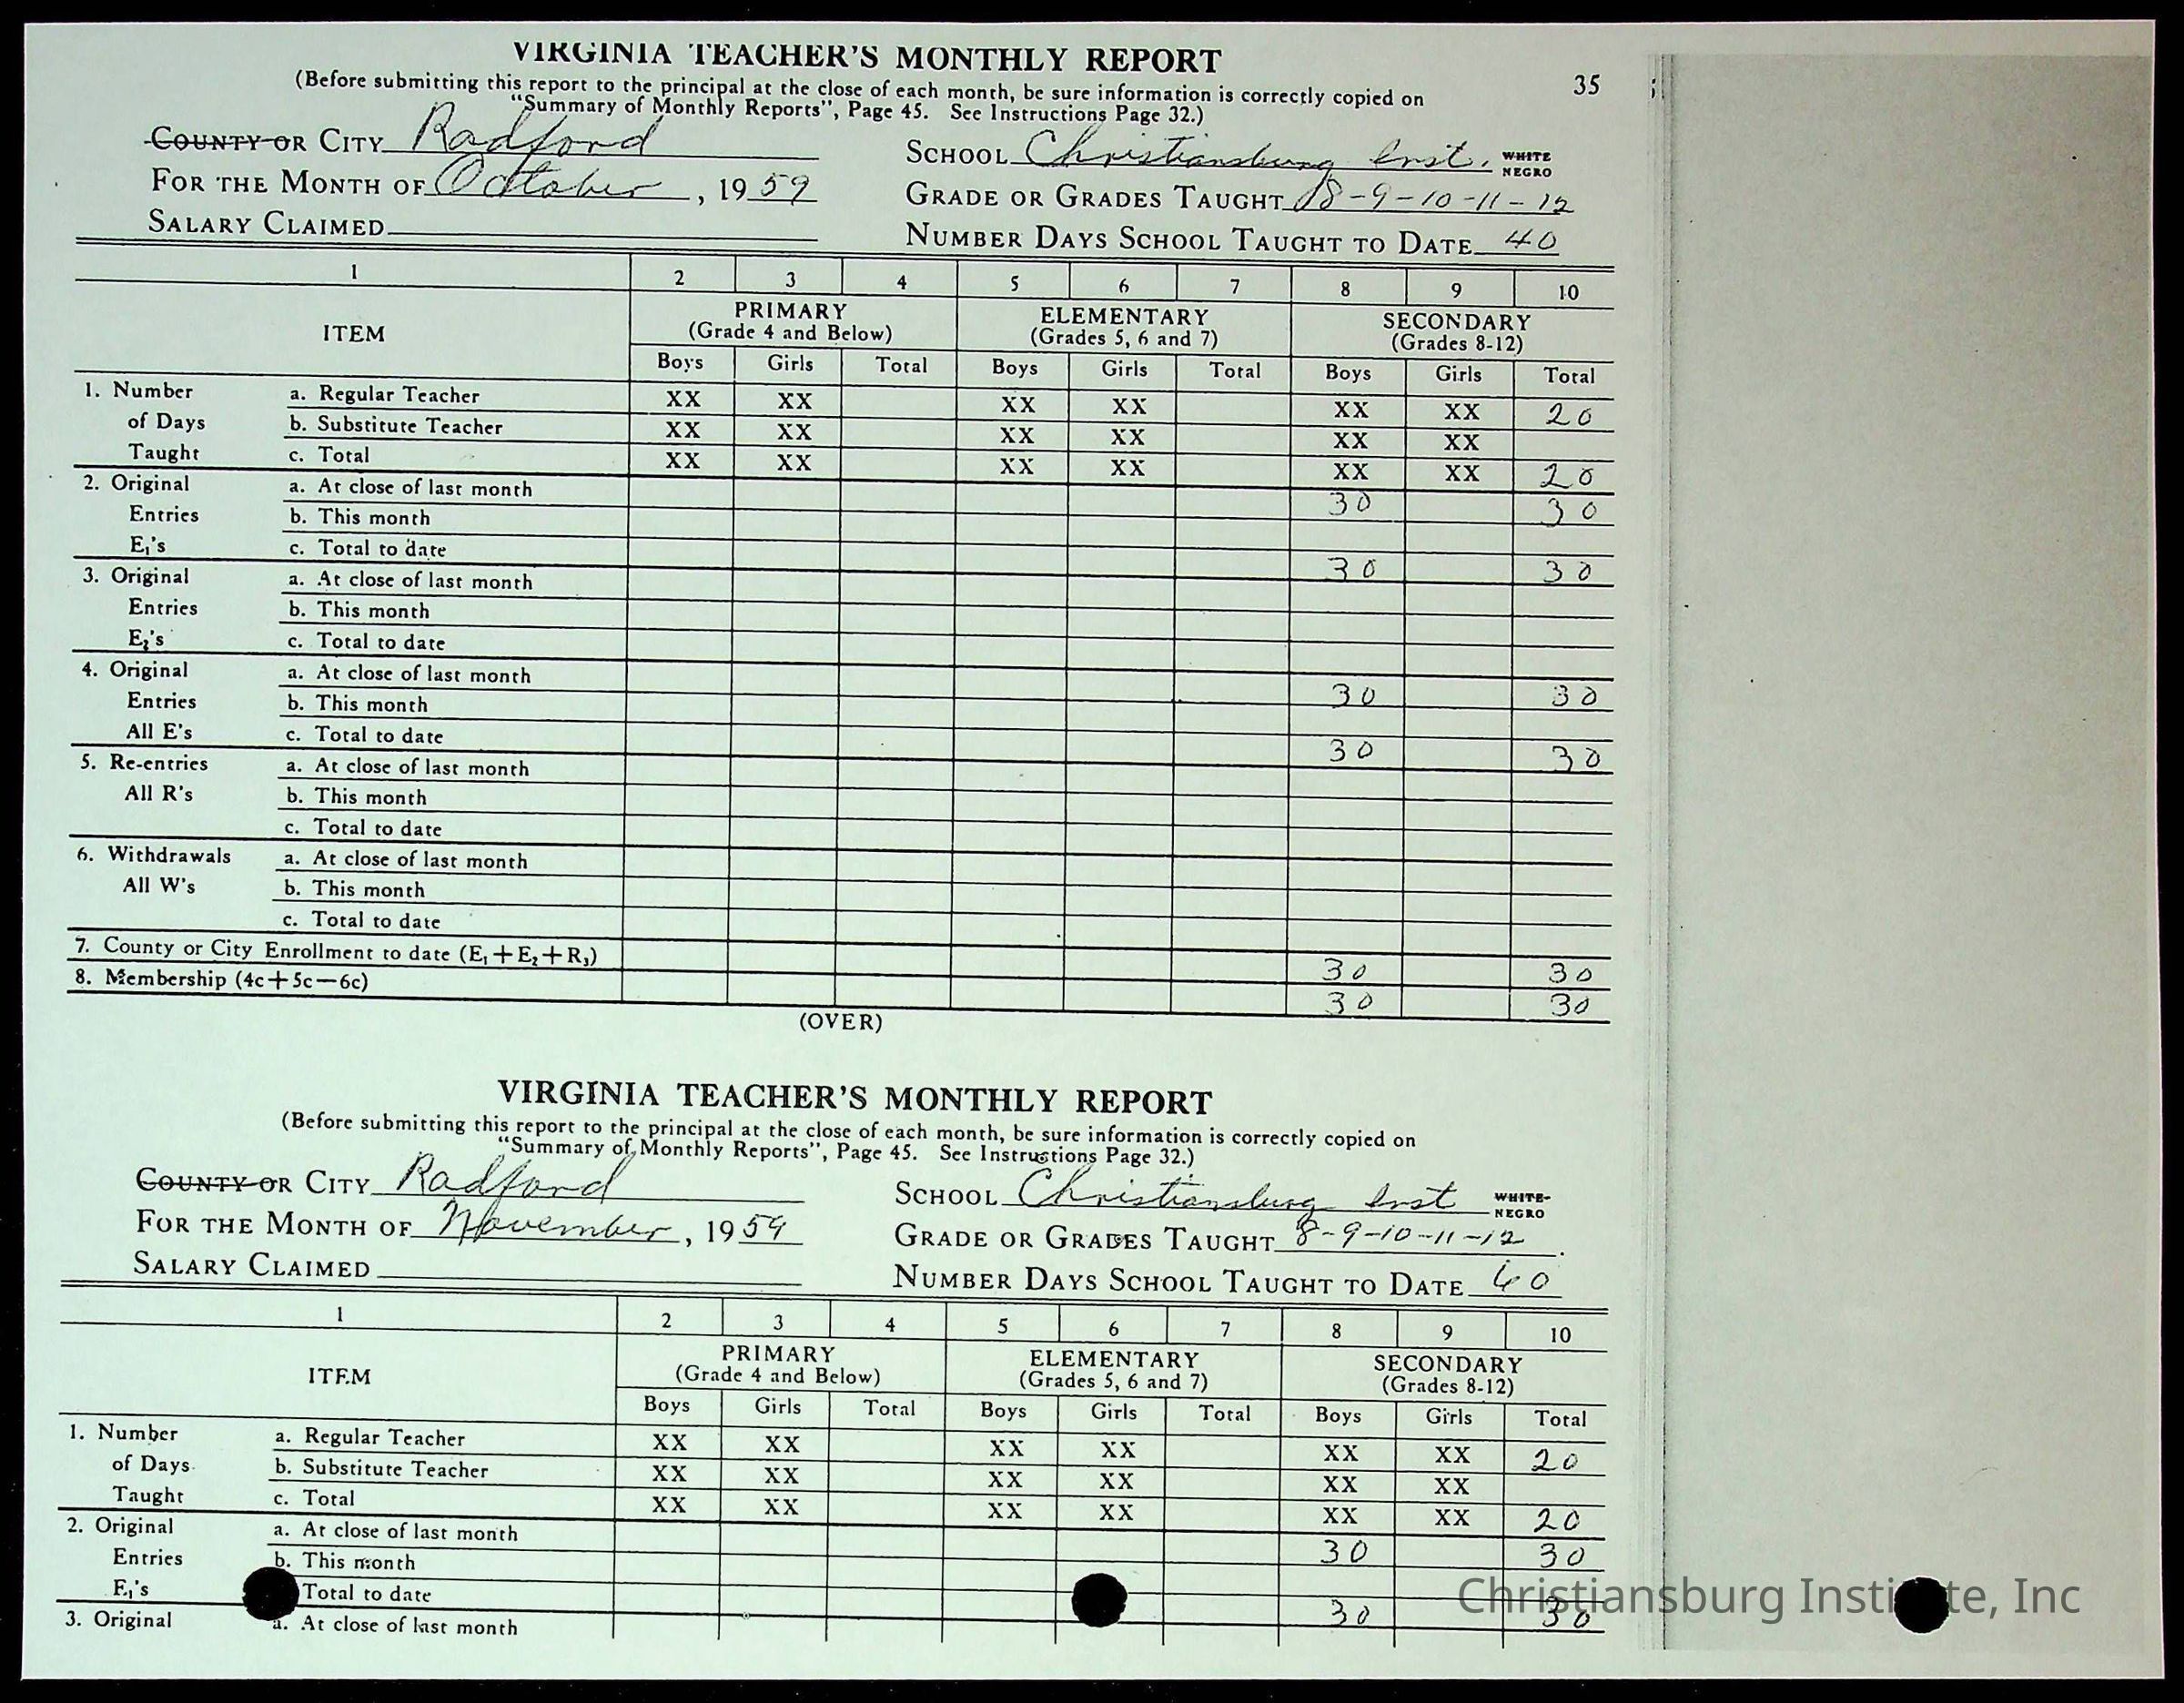 VIRGINIA TEACHER'S MONTHLY REPORT
(Before submitting this report to the principal at the close of each month, be sure information is correctly copied on
"Summary of Monthly Reports", Page 45. See Instructions Page 32.)
35
COUNTY OR CITY Radford
SCHOOL Christiansburg Inst. WHITE NEGRO
FOR THE MONTH OF October, 1959
GRADE OR GRADES TAUGHT 8-9-10-11-12
SALARY CLAIMED
NUMBER DAYS SCHOOL TAUGHT TO DATE 40
1 2 3 4 5 6 7 8 9 10
ITEM
PRIMARY (Grade 4 and Below)
ELEMENTARY (Grades 5, 6 and 7)
SECONDARY (Grades 8-12)
Boys Girls Total Boys Girls Total Boys Girls Total
1. Number a. Regular Teacher XX XX XX XX XX XX 20
of Days b. Substitute Teacher XX XX XX XX XX XX
Taught c. Total XX XX XX XX XX XX 20
2. Original a. At close of last month 30 30
Entries b. This month
E1's c. Total to date 30 30
3. Original a. At close of last month
Entries b. This month
E2's c. Total to date
4. Original a. At close of last month 30 30
Entries b. This month
All E's c. Total to date 30 30
5. Re-entries a. At close of last month
All R's b. This month
c. Total to date
6. Withdrawals a. At close of last month
All W's b. This month
c. Total to date
7. County or City Enrollment to date (E1+E2+R3) 30 30
8. Membership (4c+5c—6c) 30 30
(OVER)
VIRGINIA TEACHER'S MONTHLY REPORT
(Before submitting this report to the principal at the close of each month, be sure information is correctly copied on
"Summary of Monthly Reports", Page 45. See Instructions Page 32.)
COUNTY OR CITY Radford
SCHOOL Christiansburg Inst WHITE NEGRO
FOR THE MONTH OF November, 1959
GRADE OR GRADES TAUGHT 8-9-10-11-12
SALARY CLAIMED
NUMBER DAYS SCHOOL TAUGHT TO DATE 60
1 2 3 4 5 6 7 8 9 10
ITEM
PRIMARY (Grade 4 and Below)
ELEMENTARY (Grades 5, 6 and 7)
SECONDARY (Grades 8-12)
Boys Girls Total Boys Girls Total Boys Girls Total
1. Number a. Regular Teacher XX XX XX XX XX XX 20
of Days b. Substitute Teacher XX XX XX XX XX XX
Taught c. Total XX XX XX XX XX XX 20
2. Original a. At close of last month 30 30
Entries b. This month
E1's Total to date 30 30
3. Original a. At close of last month
Christiansburg Institute, Inc